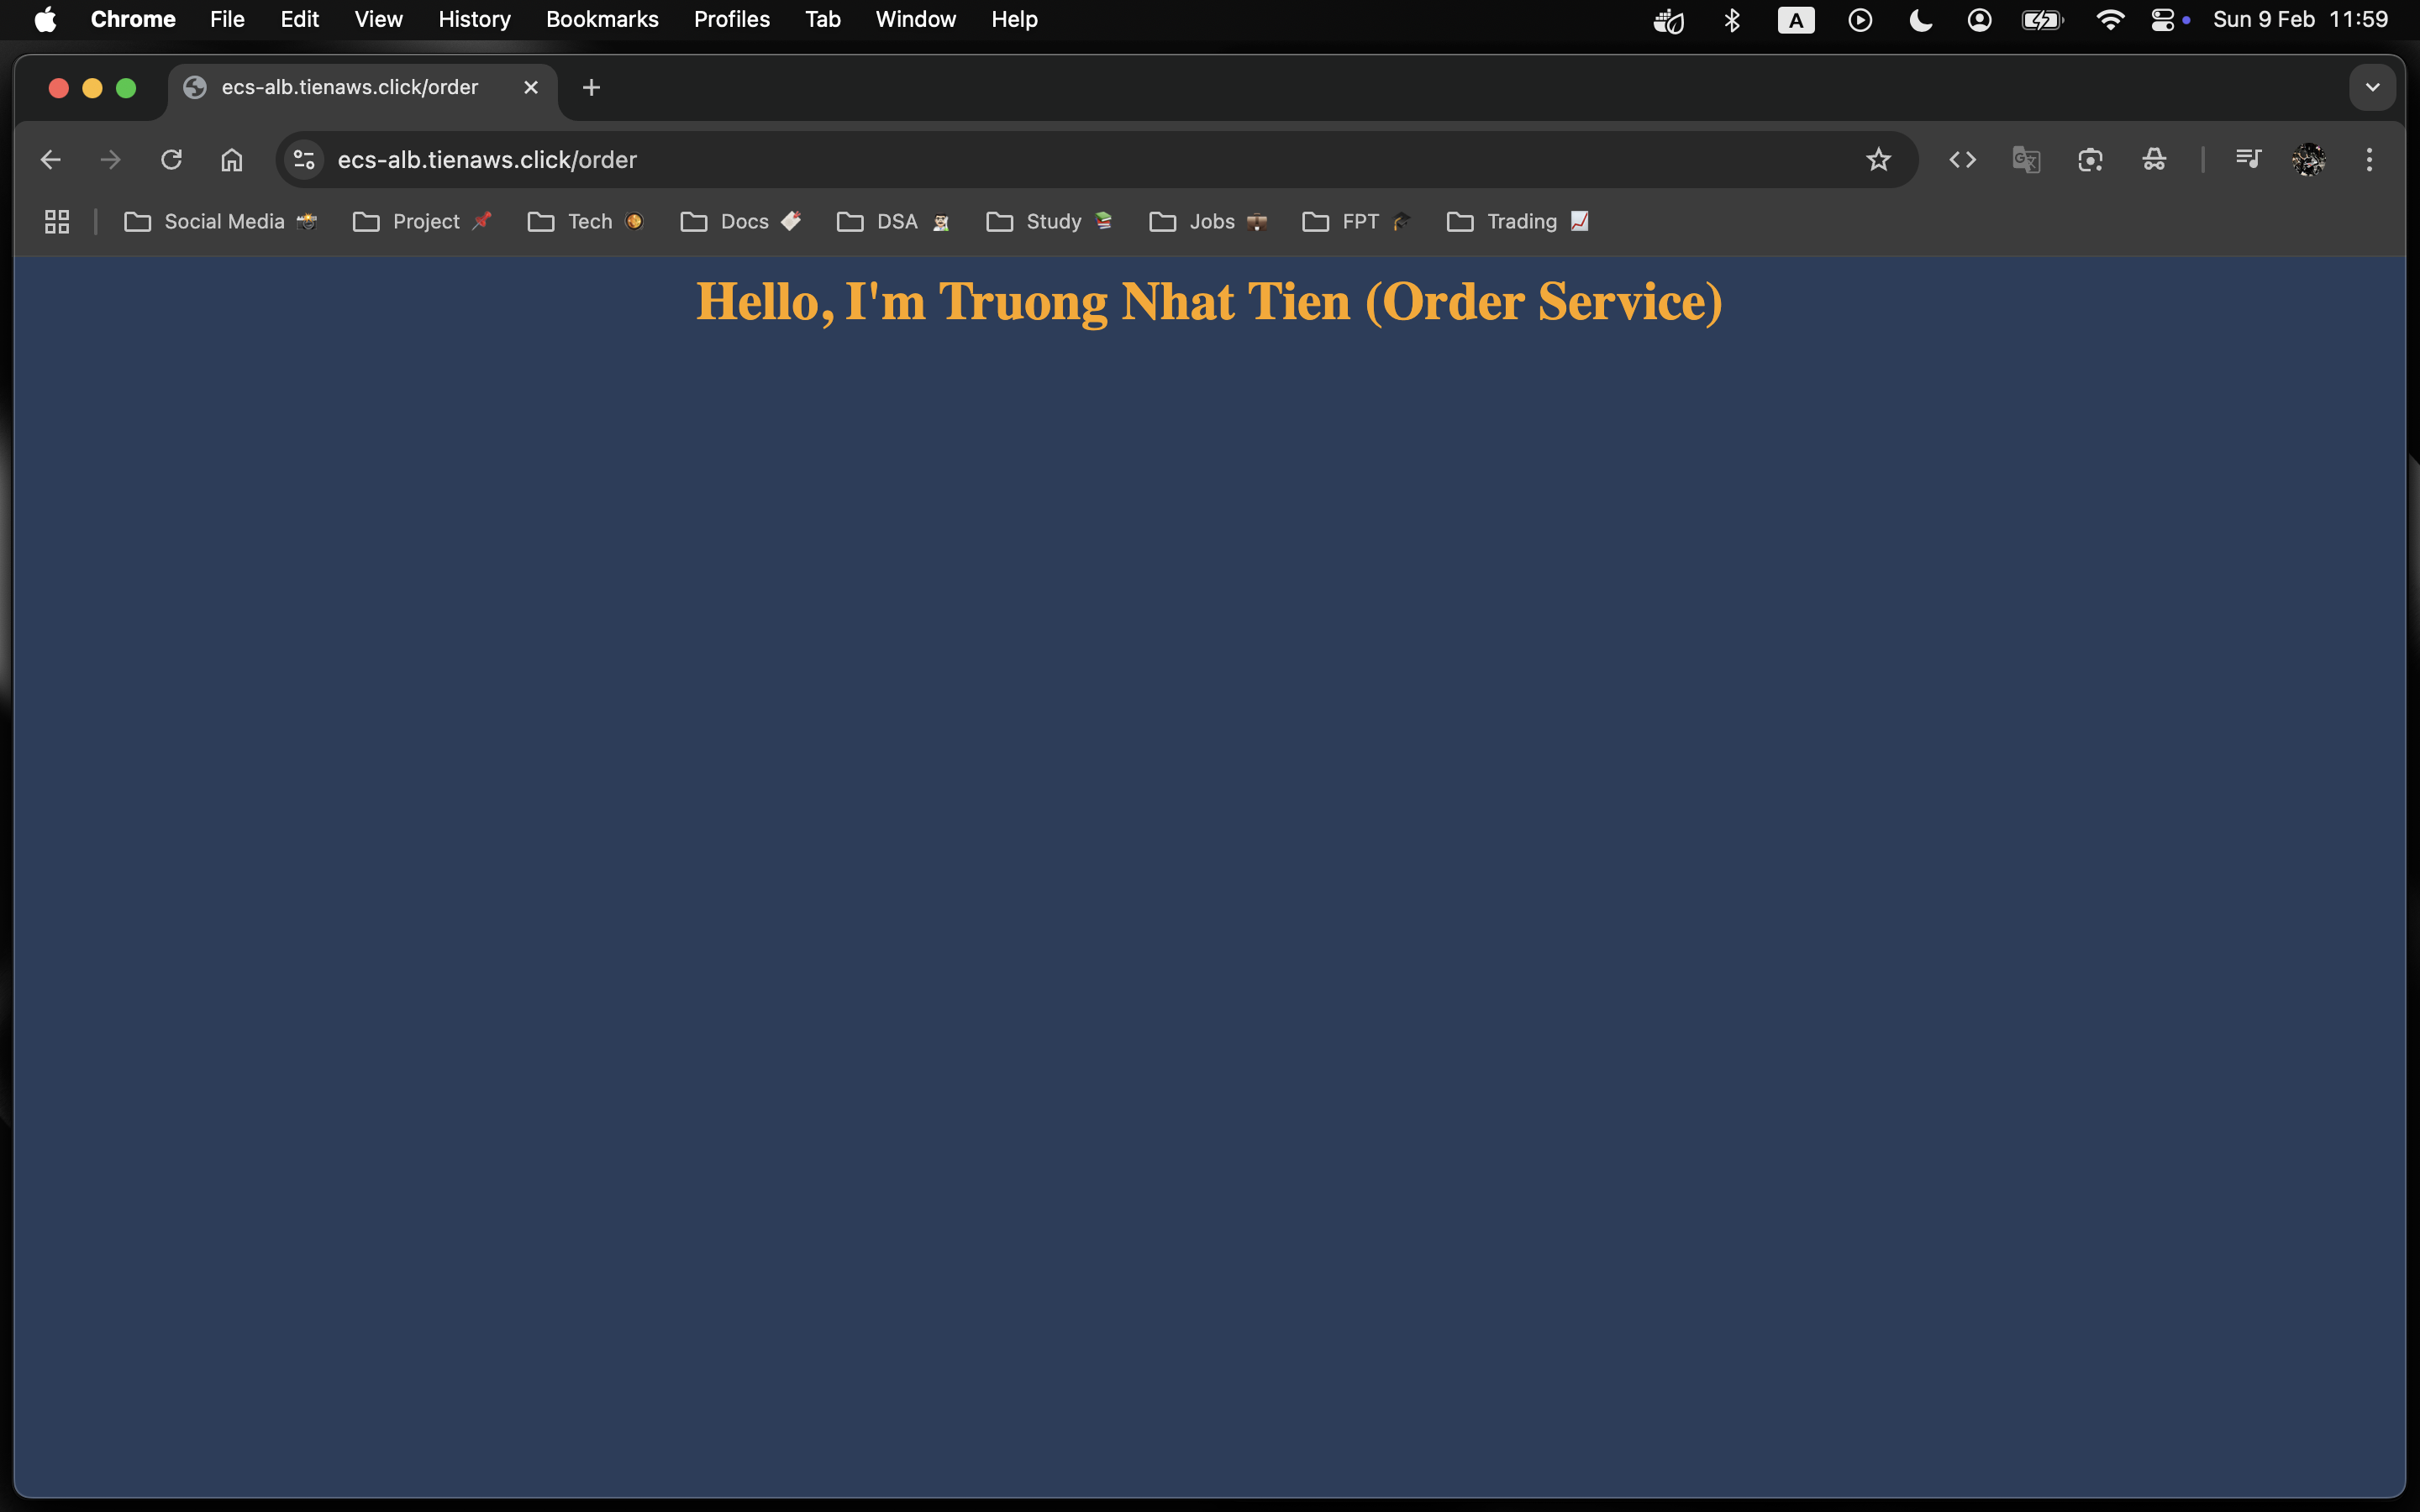 Chrome File Edit View History Bookmarks Profiles Tab Window Help A Sun 9 Feb 11:59
ecs-alb.tienaws.click/order
ecs-alb.tienaws.click/order
Social Media Project Tech Docs DSA Study Jobs FPT Trading
Hello, I'm Truong Nhat Tien (Order Service)